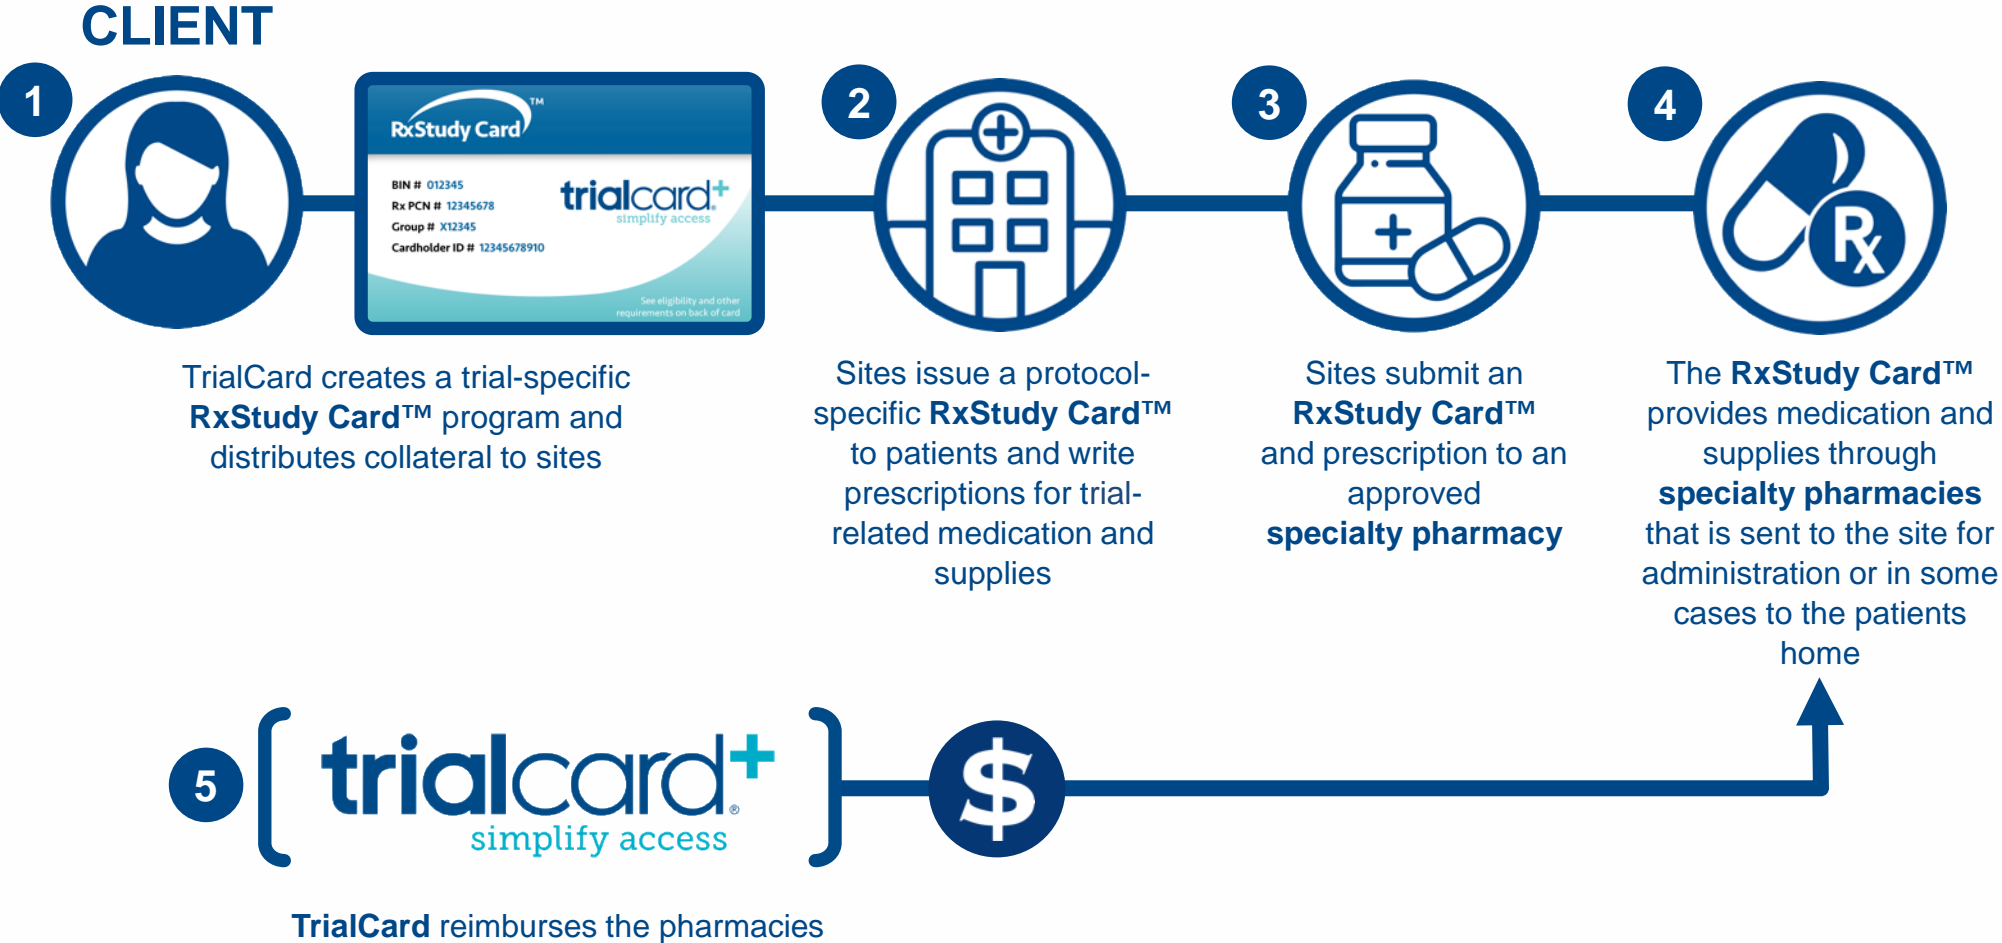 CLIENT
1
RxStudy Card™
BIN # 012345
Rx PCN # 12345678
Group # X12345
Cardholder ID # 12345678910
trialcard+®
simplify access
See eligibility and other
requirements on back of card
TrialCard creates a trial-specific
RxStudy Card™ program and
distributes collateral to sites
2
Sites issue a protocol-
specific RxStudy Card™
to patients and write
prescriptions for trial-
related medication and
supplies
3
Sites submit an
RxStudy Card™
and prescription to an
approved
specialty pharmacy
4
Rx
The RxStudy Card™
provides medication and
supplies through
specialty pharmacies
that is sent to the site for
administration or in some
cases to the patients
home
5
trialcard+®
simplify access
$
TrialCard reimburses the pharmacies